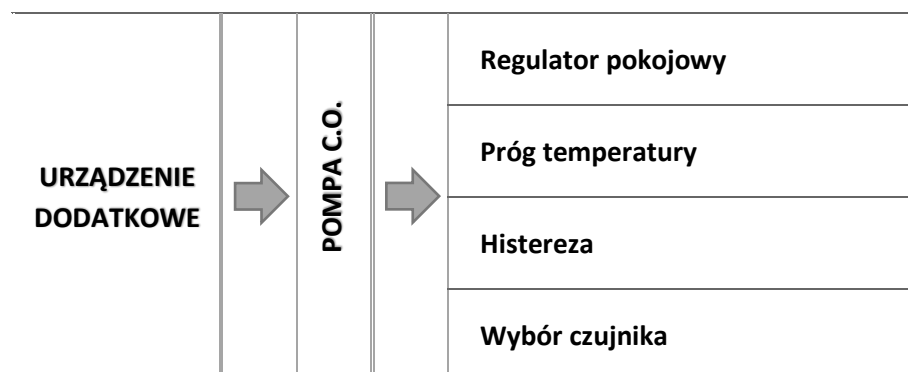 URZĄDZENIE
DODATKOWE
POMPA C.O.
Regulator pokojowy
Próg temperatury
Histereza
Wybór czujnika